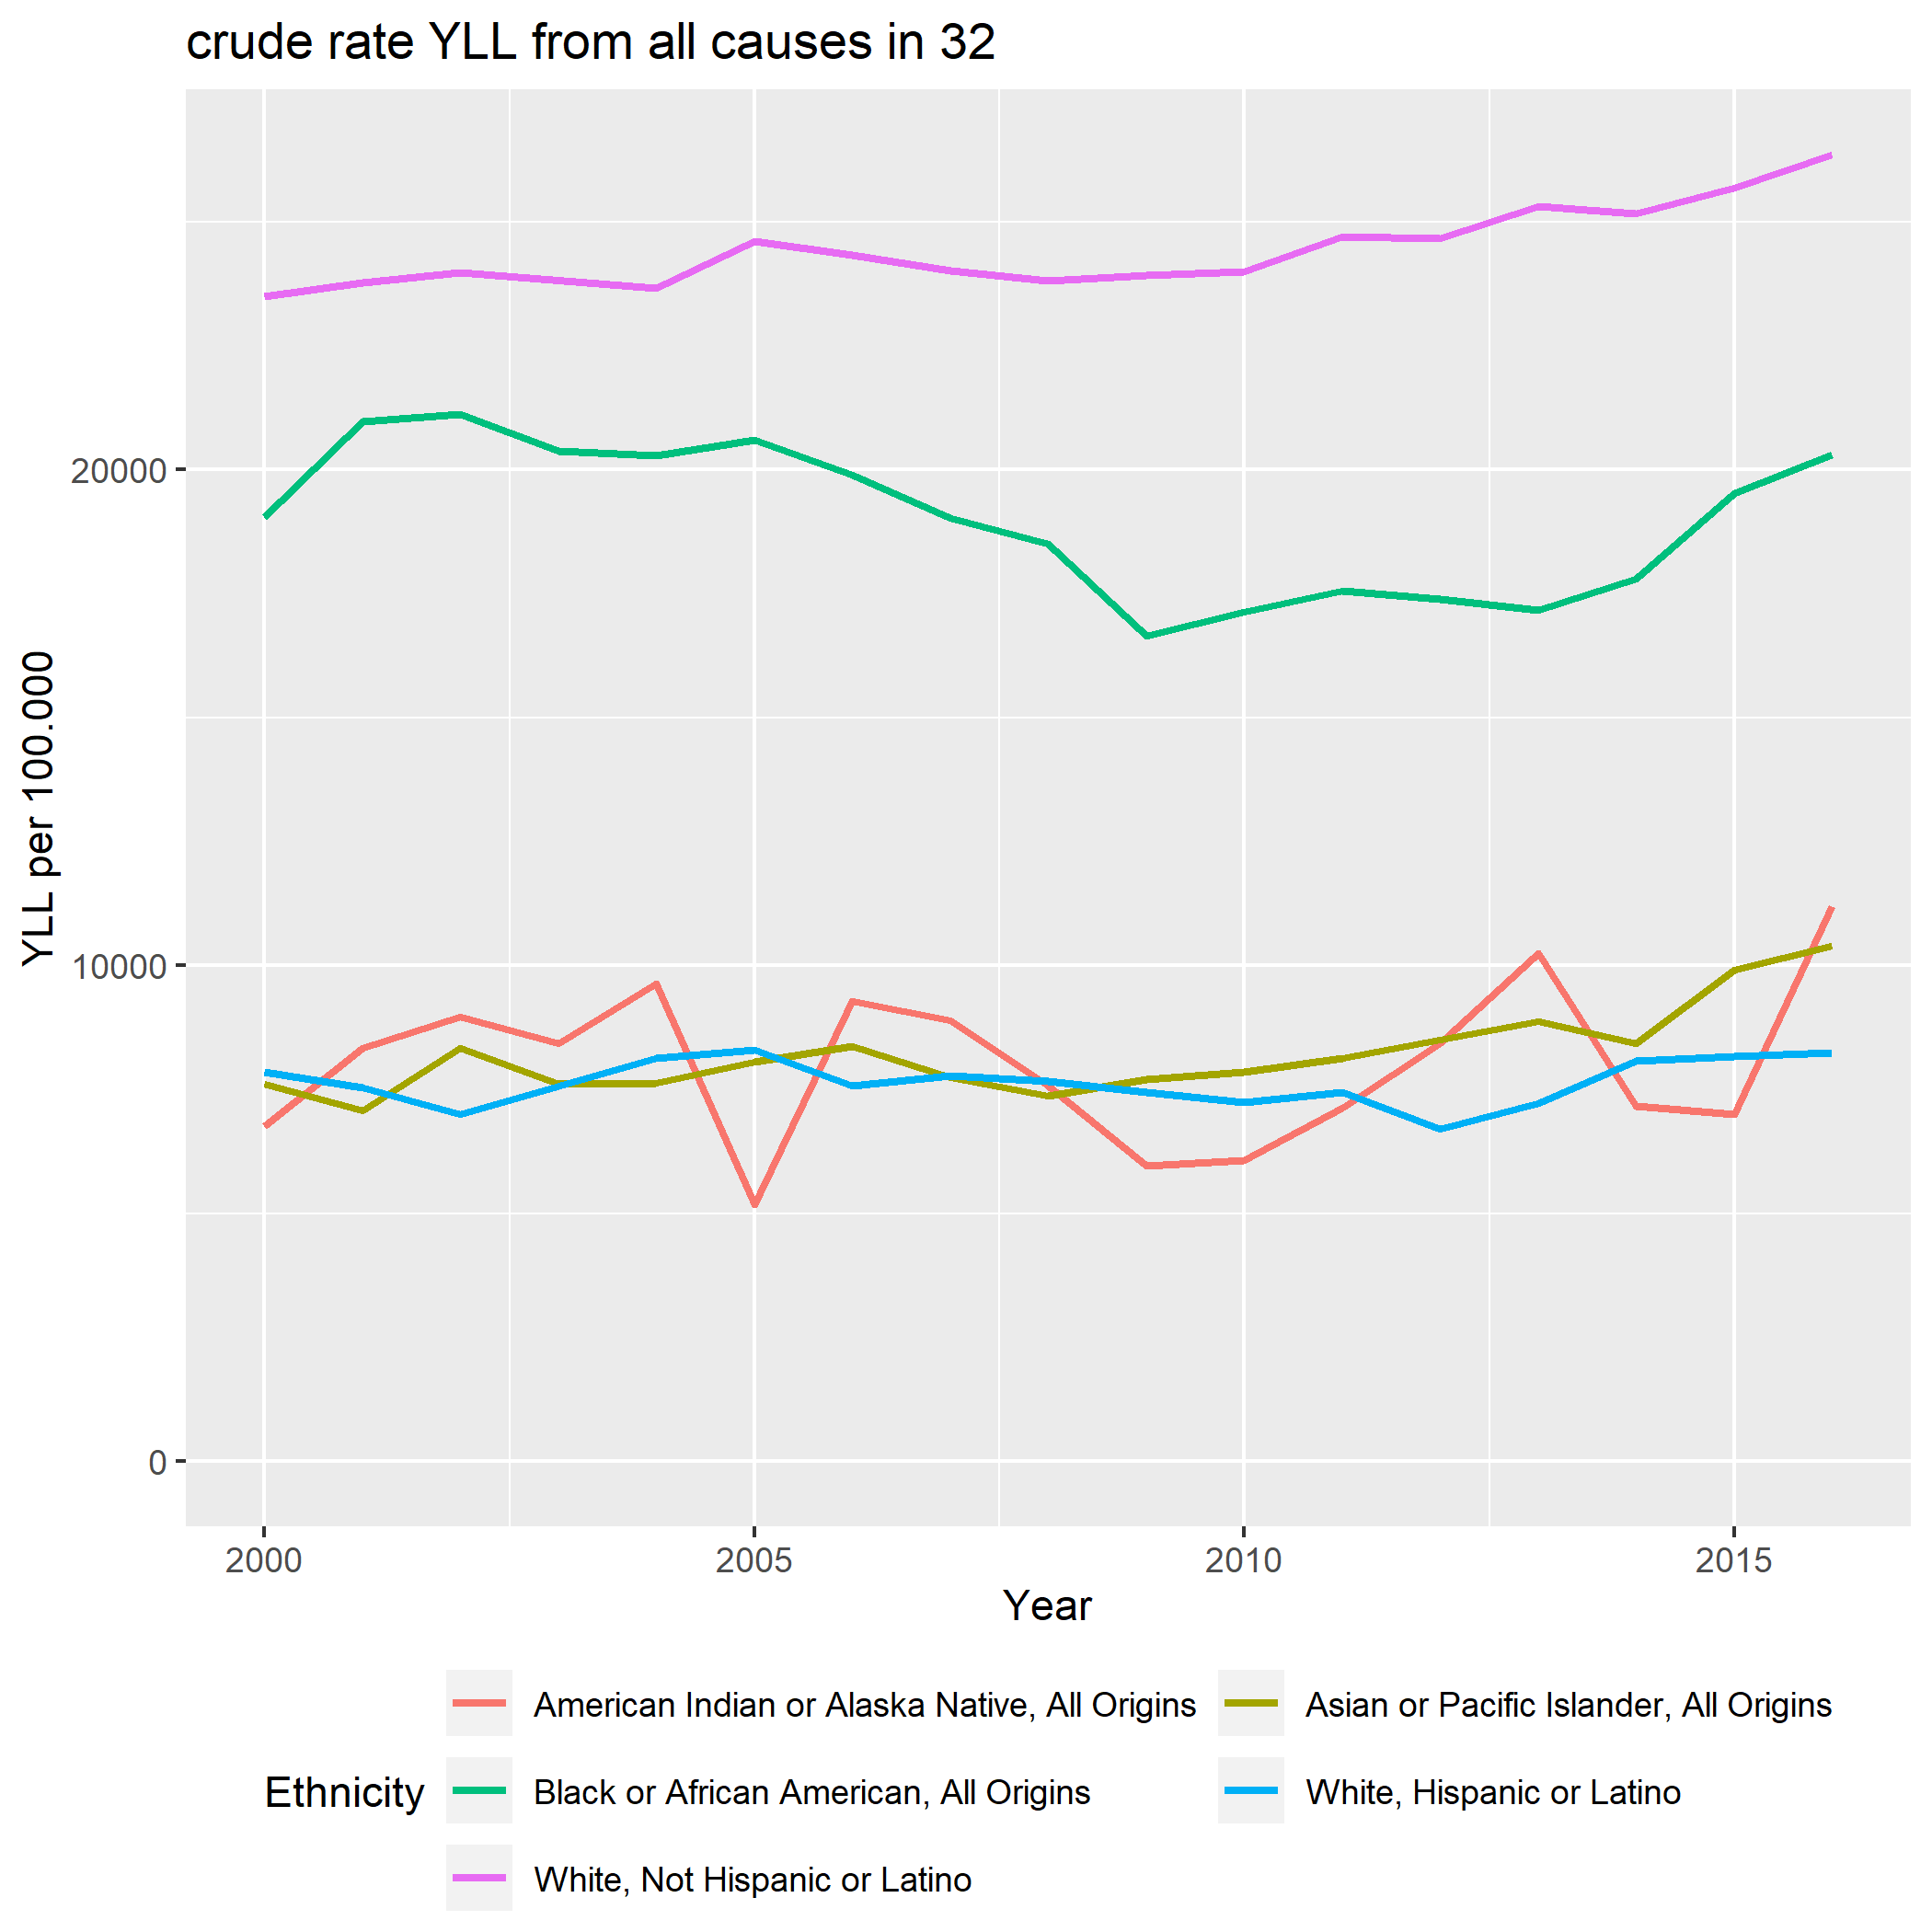 crude rate YLL from all causes in 32
YLL per 100.000
20000
10000
0
2000 2005 2010 2015
Year
Ethnicity
American Indian or Alaska Native, All Origins
Asian or Pacific Islander, All Origins
Black or African American, All Origins
White, Hispanic or Latino
White, Not Hispanic or Latino